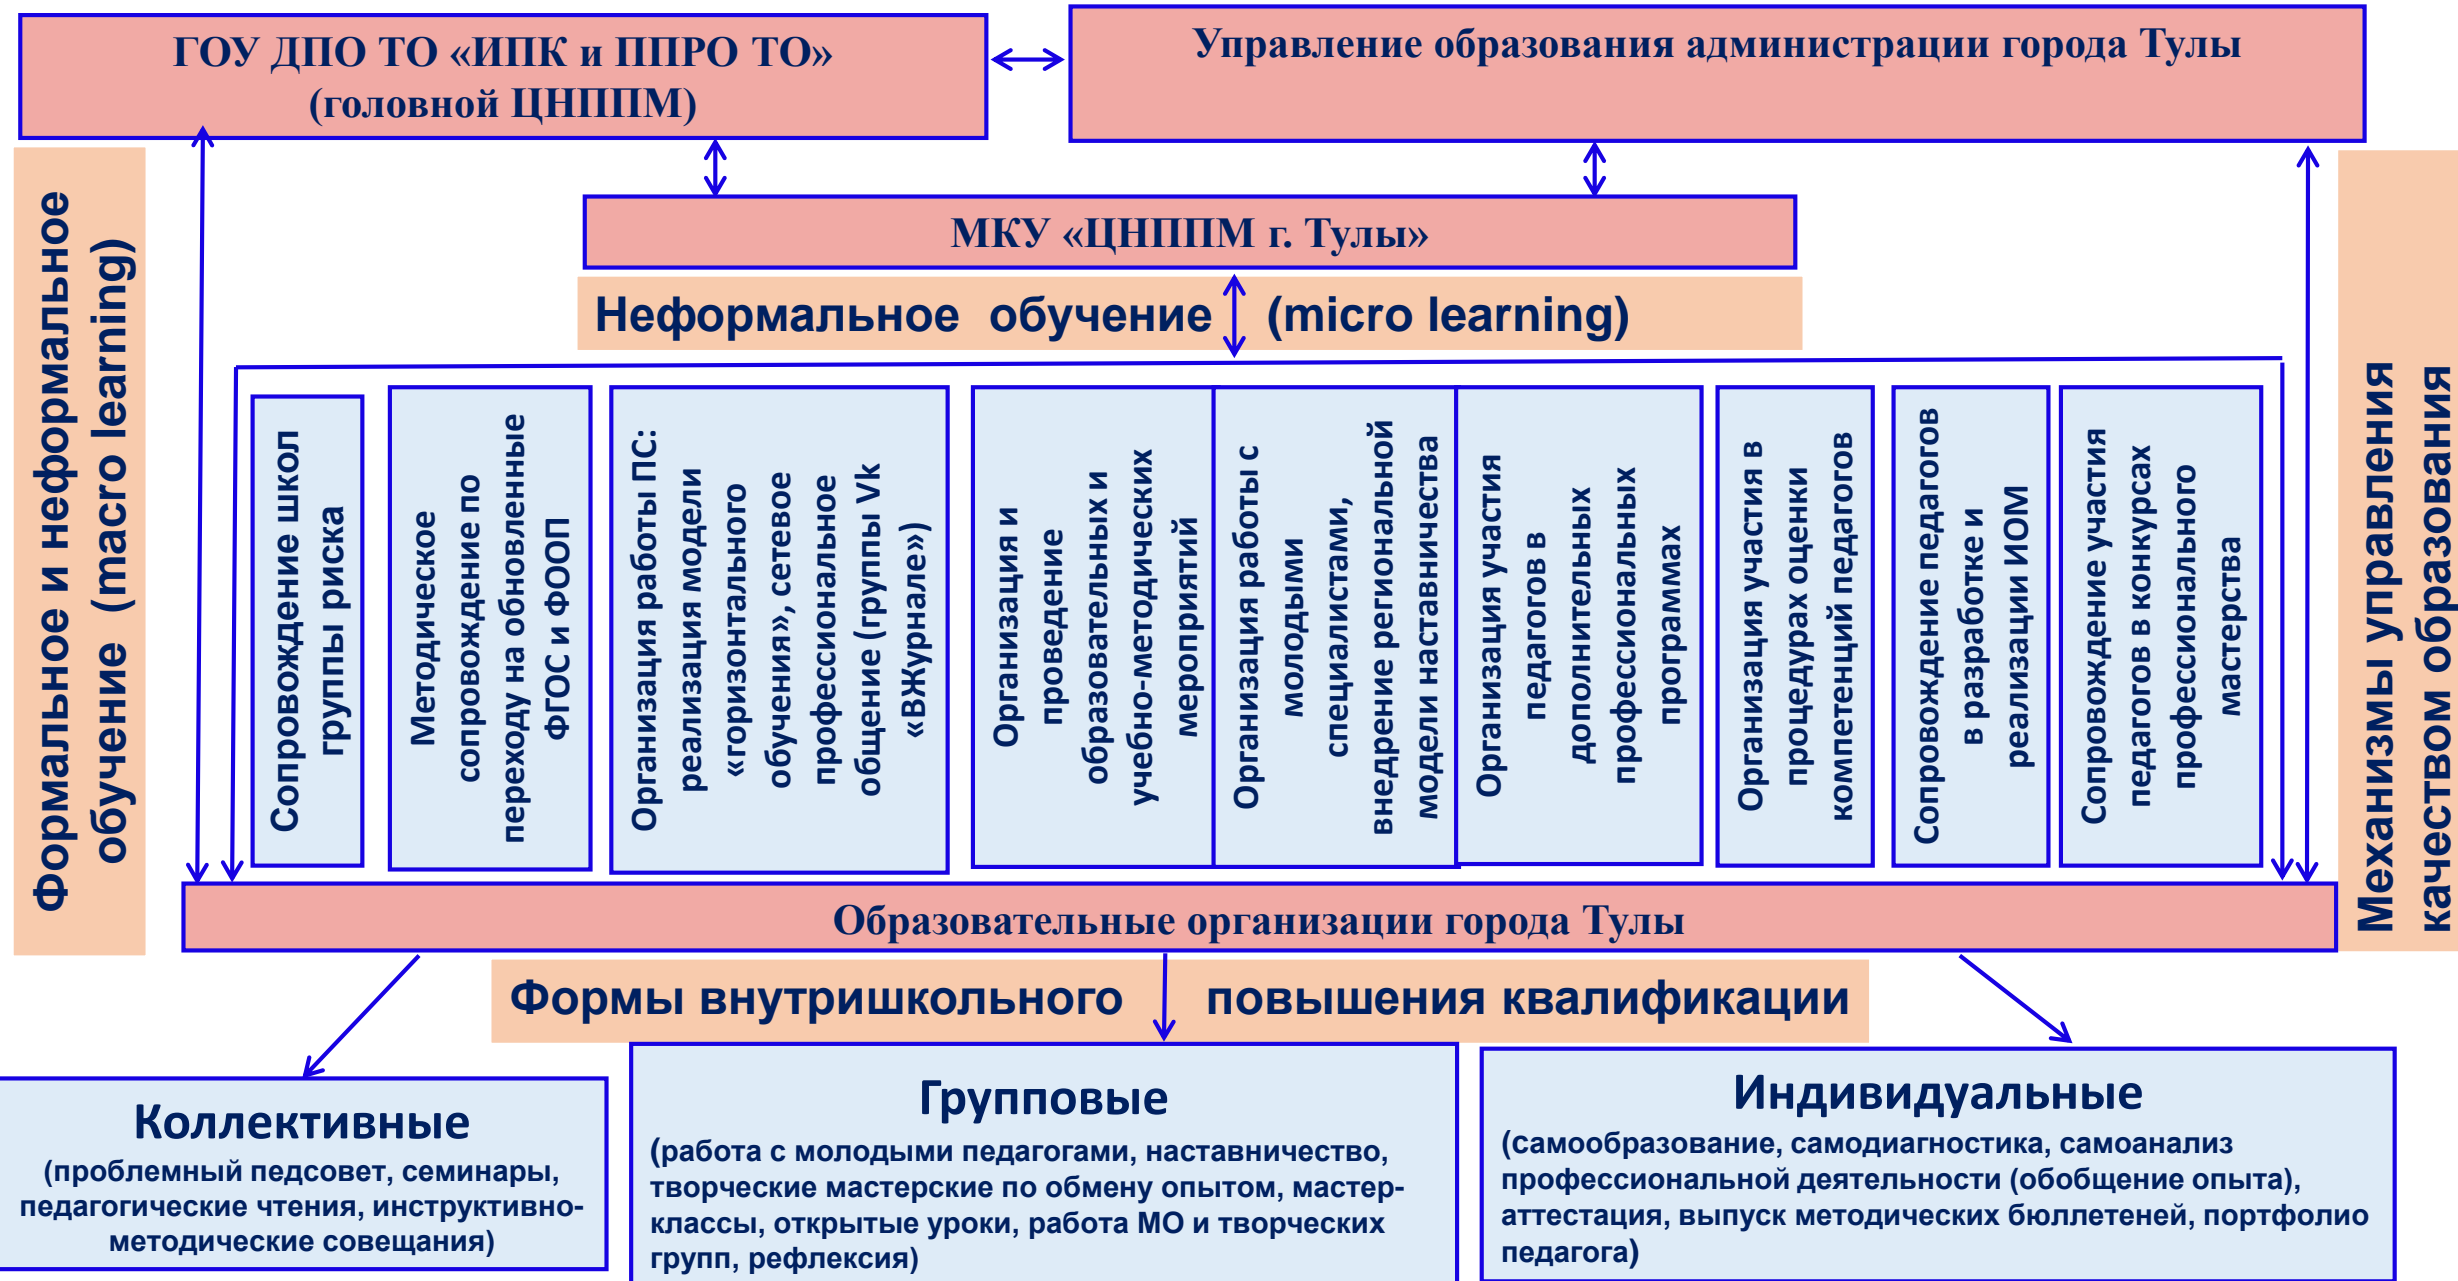 ГОУ ДПО ТО «ИПК и ППРО ТО»
(головной ЦНППМ)
Управление образования администрации города Тулы
МКУ «ЦНППМ г. Тулы»
Неформальное обучение (micro learning)
Формальное и неформальное
обучение (macro learning)
Сопровождение школ
группы риска
Методическое
сопровождение по
переходу на обновленные
ФГОС и ФООП
Организация работы ПС:
реализация модели
«горизонтального
обучения», сетевое
профессиональное
общение (группы Vk
«ВЖурнале»)
Организация и
проведение
образовательных и
учебно-методических
мероприятий
Организация работы с
молодыми
специалистами,
внедрение региональной
модели наставничества
Организация участия
педагогов в
дополнительных
профессиональных
программах
Организация участия в
процедурах оценки
компетенций педагогов
Сопровождение педагогов
в разработке и
реализации ИОМ
Сопровождение участия
педагогов в конкурсах
профессионального
мастерства
Механизмы управления
качеством образования
Образовательные организации города Тулы
Формы внутришкольного повышения квалификации
Коллективные
(проблемный педсовет, семинары,
педагогические чтения, инструктивно-
методические совещания)
Групповые
(работа с молодыми педагогами, наставничество,
творческие мастерские по обмену опытом, мастер-
классы, открытые уроки, работа МО и творческих
групп, рефлексия)
Индивидуальные
(самообразование, самодиагностика, самоанализ
профессиональной деятельности (обобщение опыта),
аттестация, выпуск методических бюллетеней, портфолио
педагога)